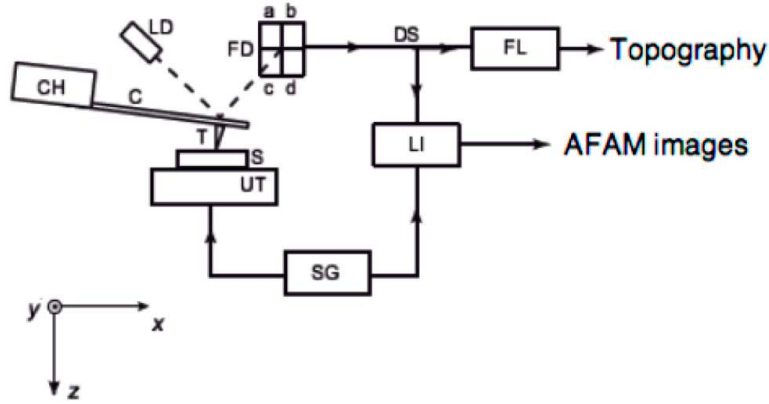 a b
LD
FD
DS
FL
Topography
c d
CH
C
T
LI
AFAM images
S
UT
SG
y
x
z